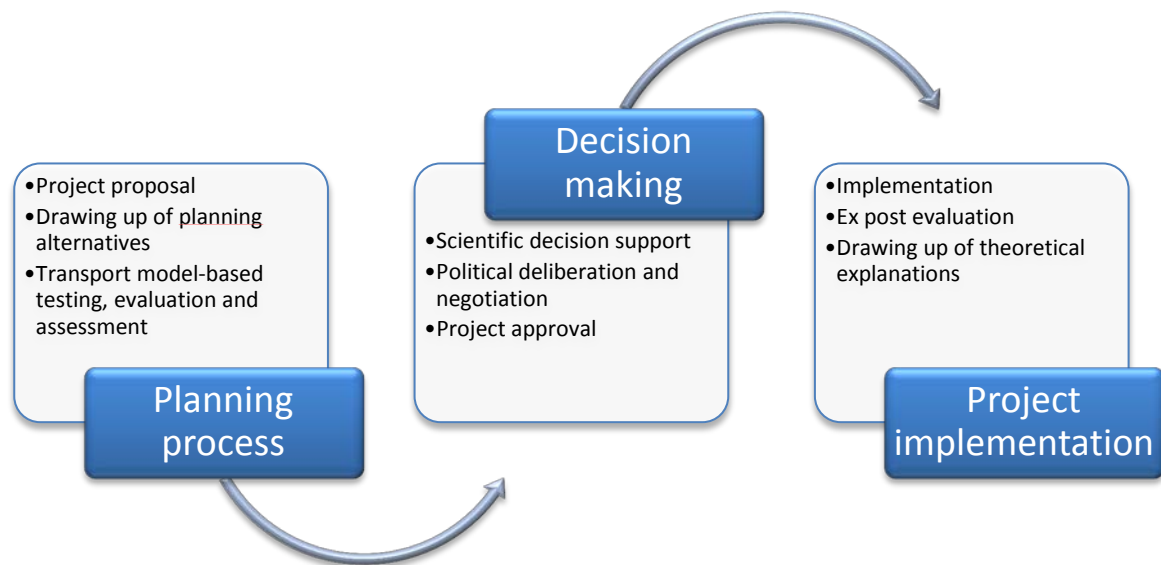 •Project proposal
•Drawing up of planning
alternatives
•Transport model-based
testing, evaluation and
assessment
Planning
process
Decision
making
•Scientific decision support
•Political deliberation and
negotiation
•Project approval
•Implementation
•Ex post evaluation
•Drawing up of theoretical
explanations
Project
implementation